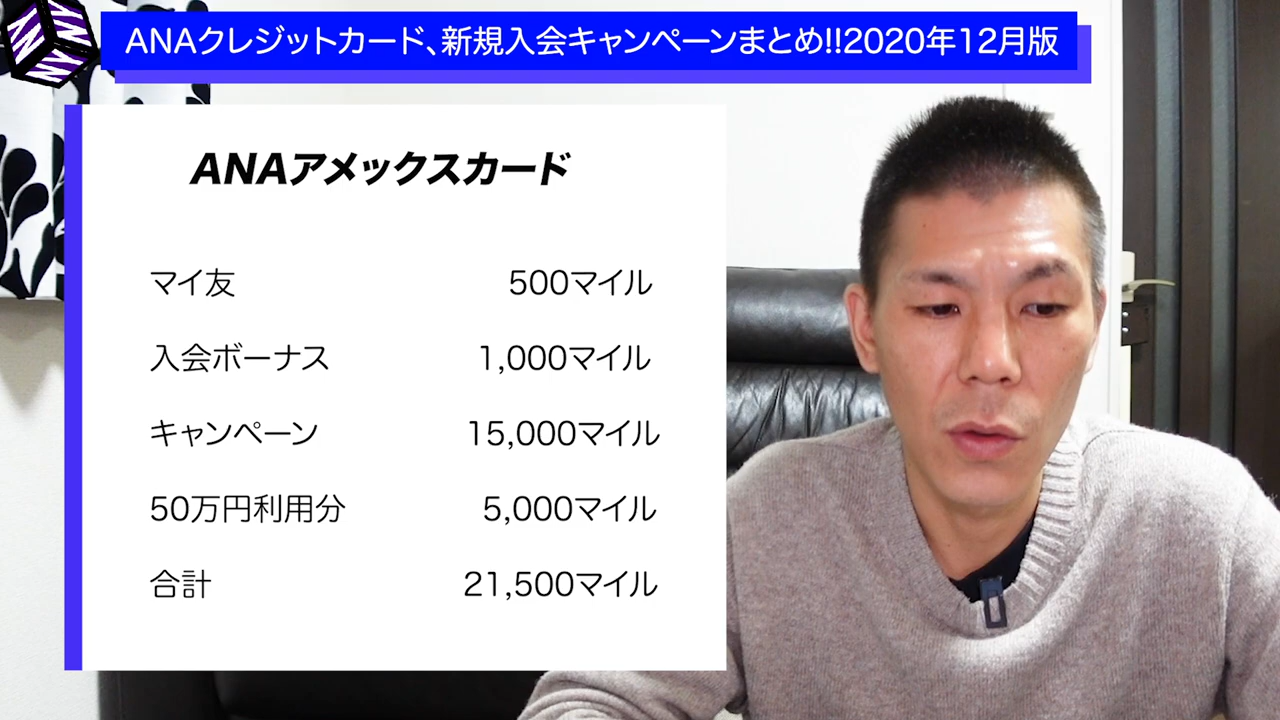 ANAクレジットカード、新規入会キャンペーンまとめ!!2020年12月版
ANAアメックスカード
マイ友 500マイル
入会ボーナス 1,000マイル
キャンペーン 15,000マイル
50万円利用分 5,000マイル
合計 21,500マイル